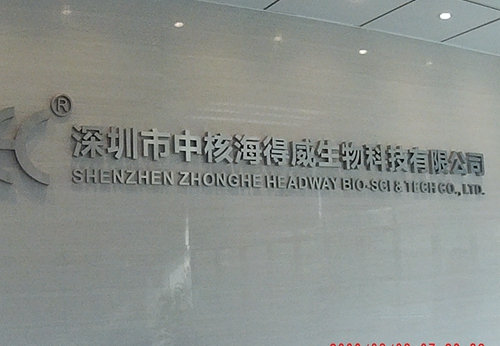 ®
深圳市中核海得威生物科技有限公司
SHENZHEN ZHONGHE HEADWAY BIO-SCI & TECH CO., LTD.